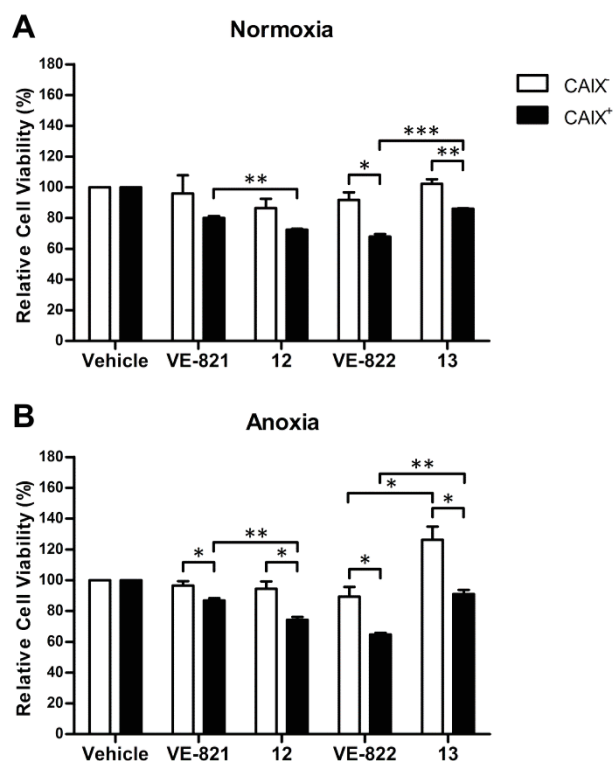 A
Normoxia
Relative Cell Viability (%)
180
160
140
120
100
80
60
40
20
0
** * *** **
Vehicle VE-821 12 VE-822 13
CAIX⁻
CAIX⁺
B
Anoxia
Relative Cell Viability (%)
180
160
140
120
100
80
60
40
20
0
* ** * * * ** *
Vehicle VE-821 12 VE-822 13